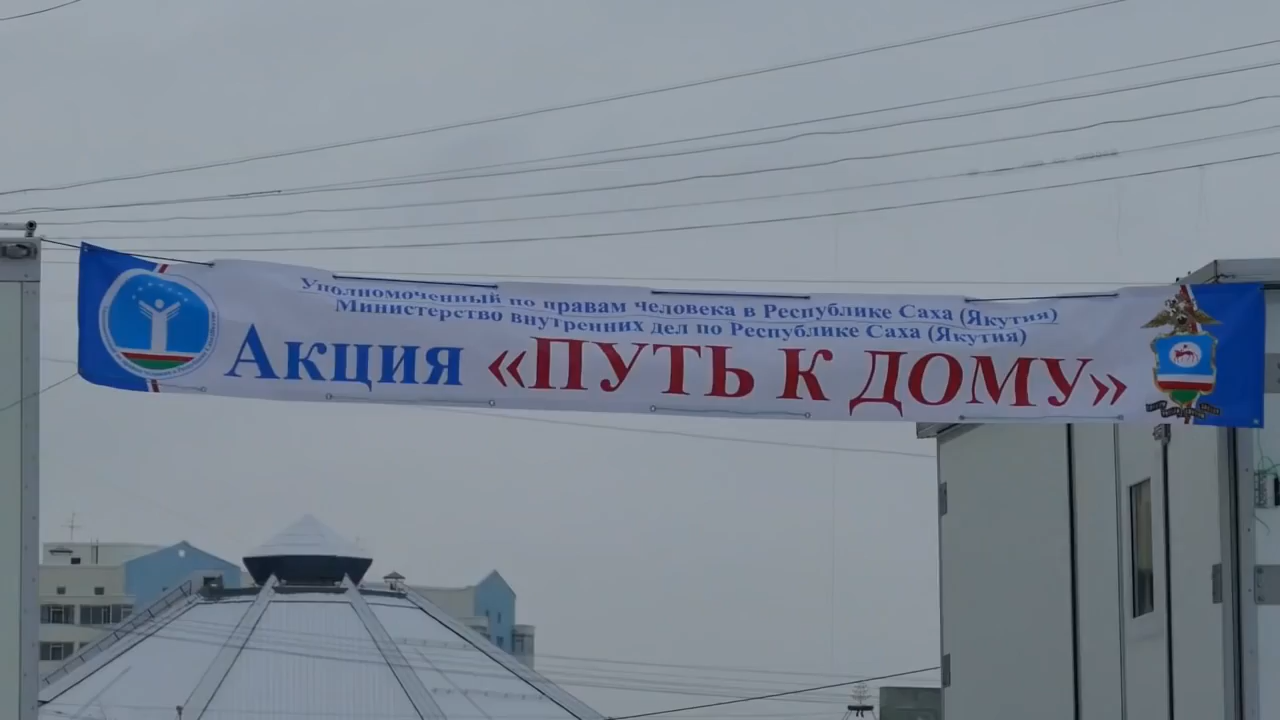 Уполномоченный по правам человека в Республике Саха (Якутия)
Министерство внутренних дел по Республике Саха (Якутия)
Акция «ПУТЬ К ДОМУ»